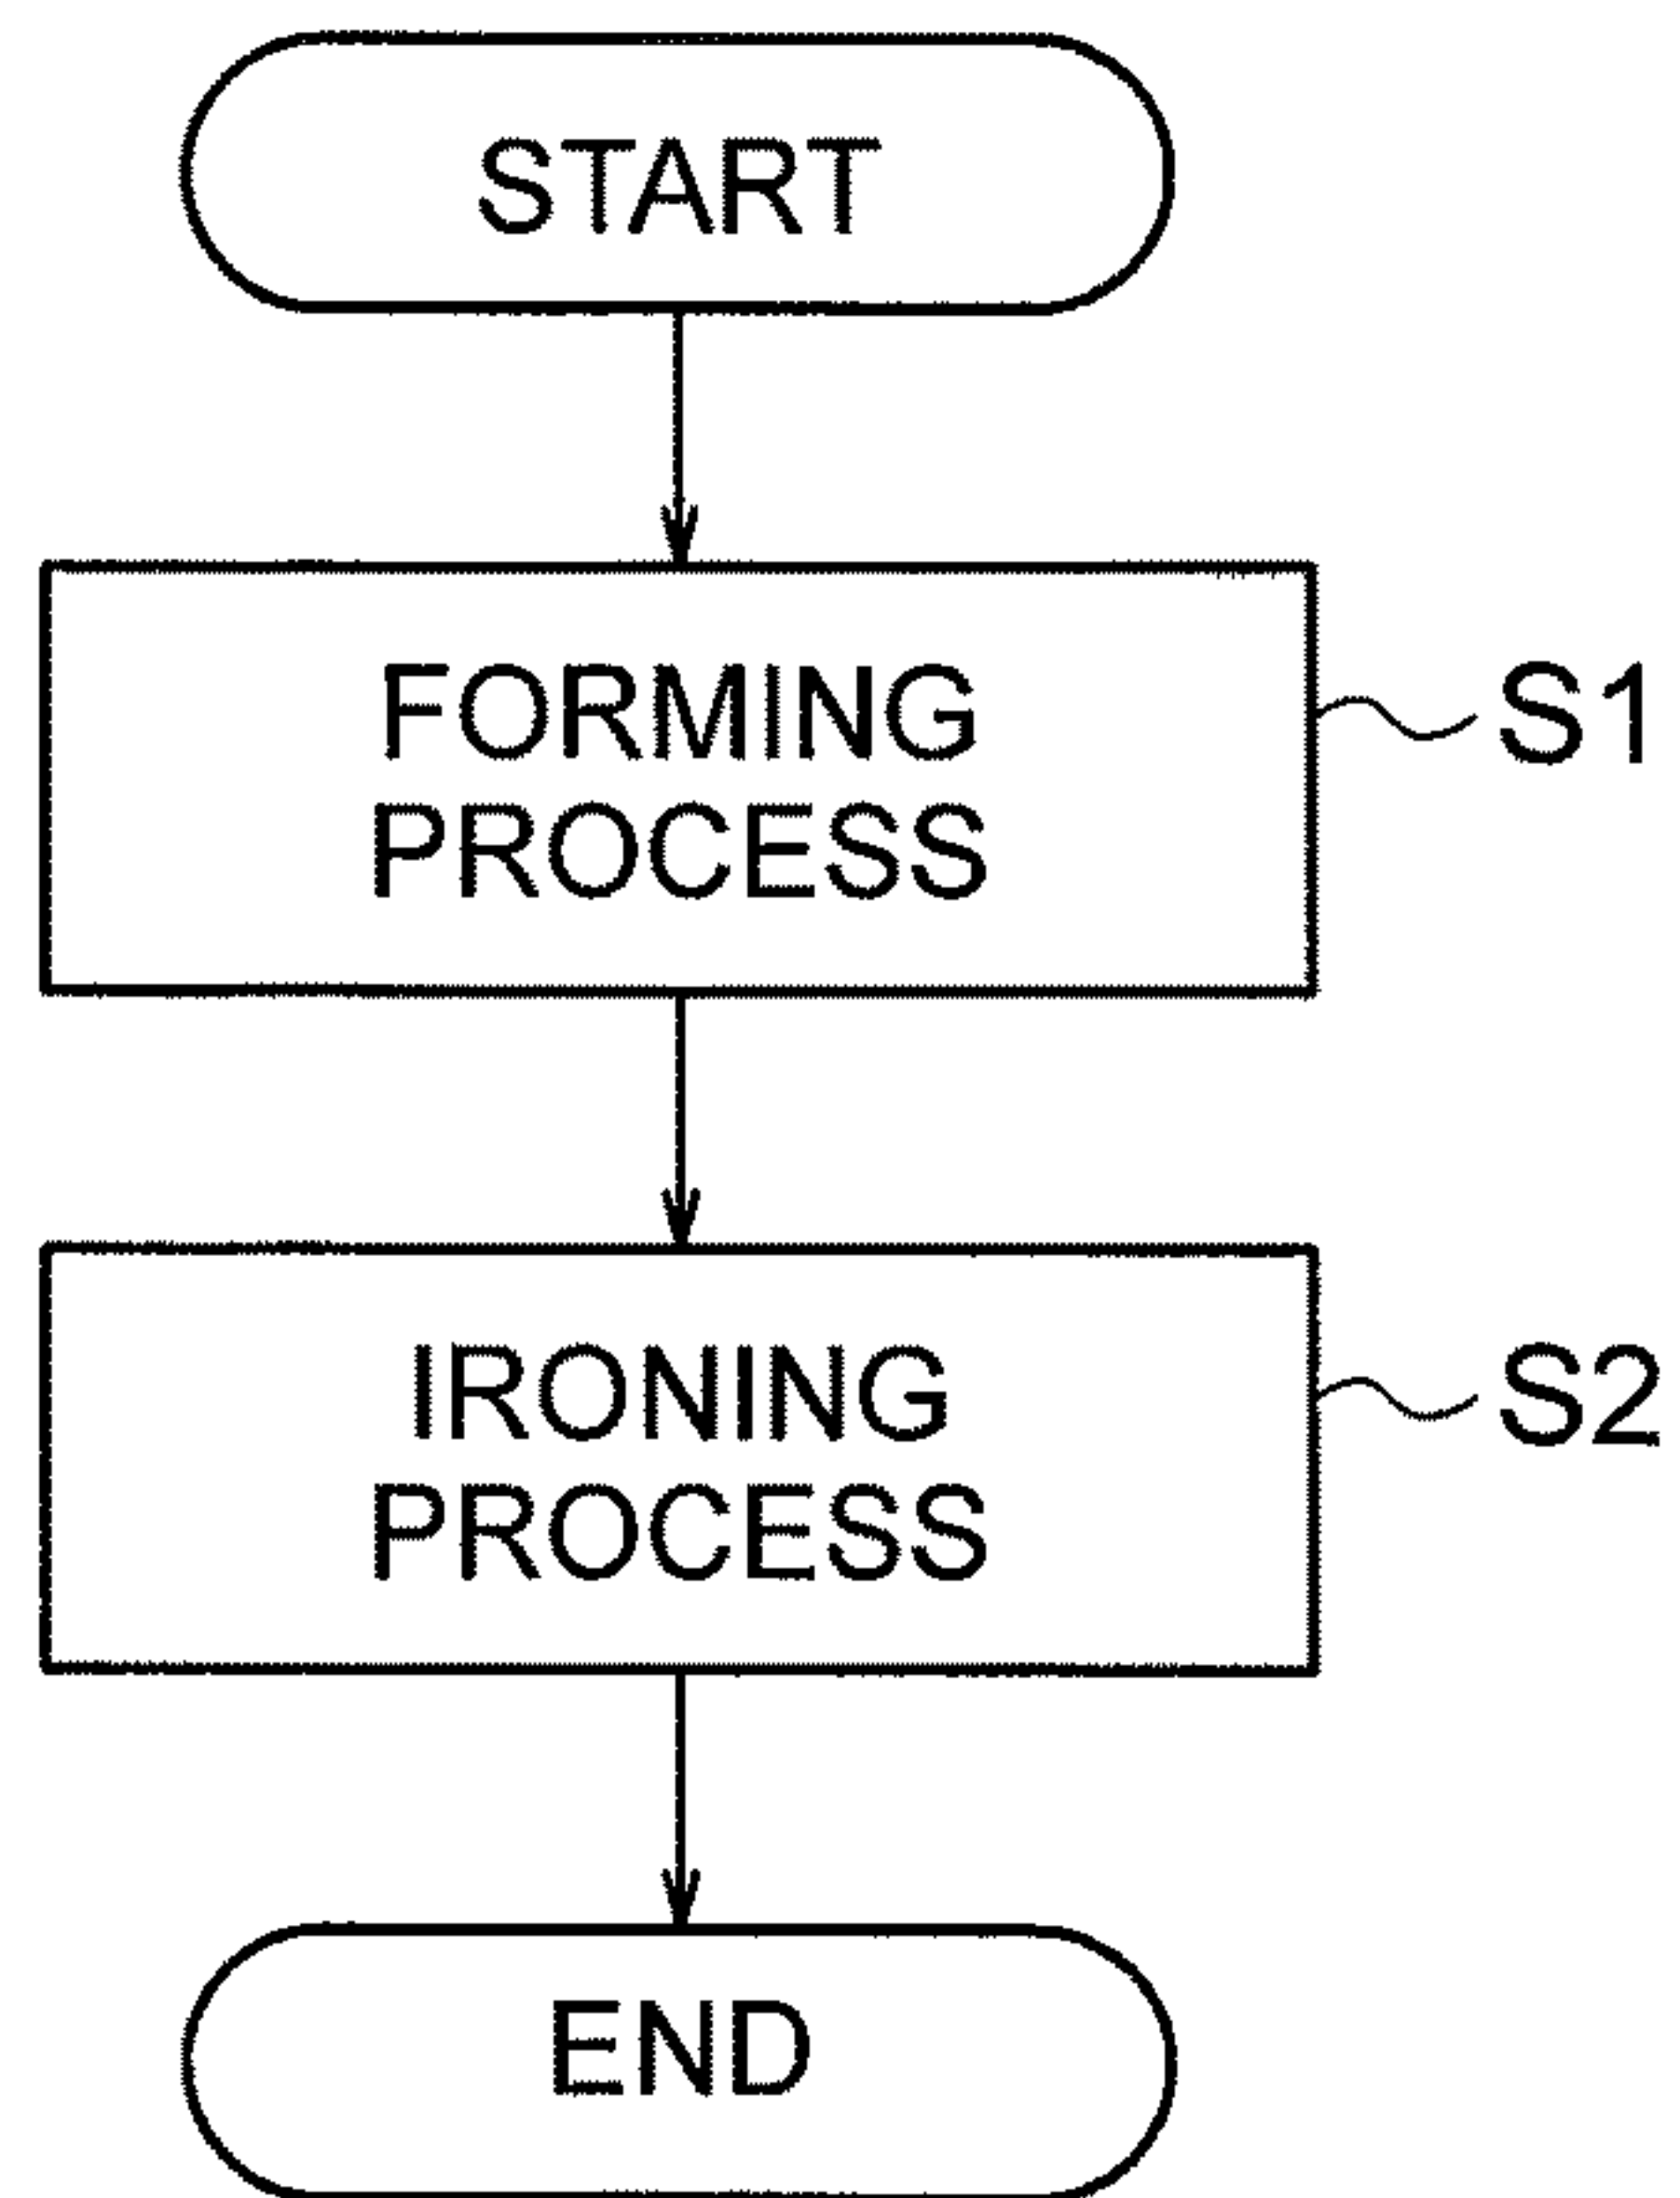 START
FORMING
PROCESS
S1
IRONING
PROCESS
S2
END